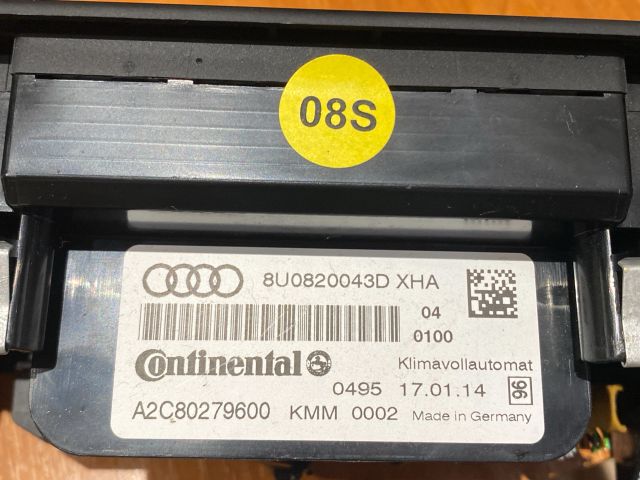 08S
8U0820043D XHA
04
0100
Continental
Klimavollautomat
0495 17.01.14 96
A2C80279600 KMM 0002 Made in Germany